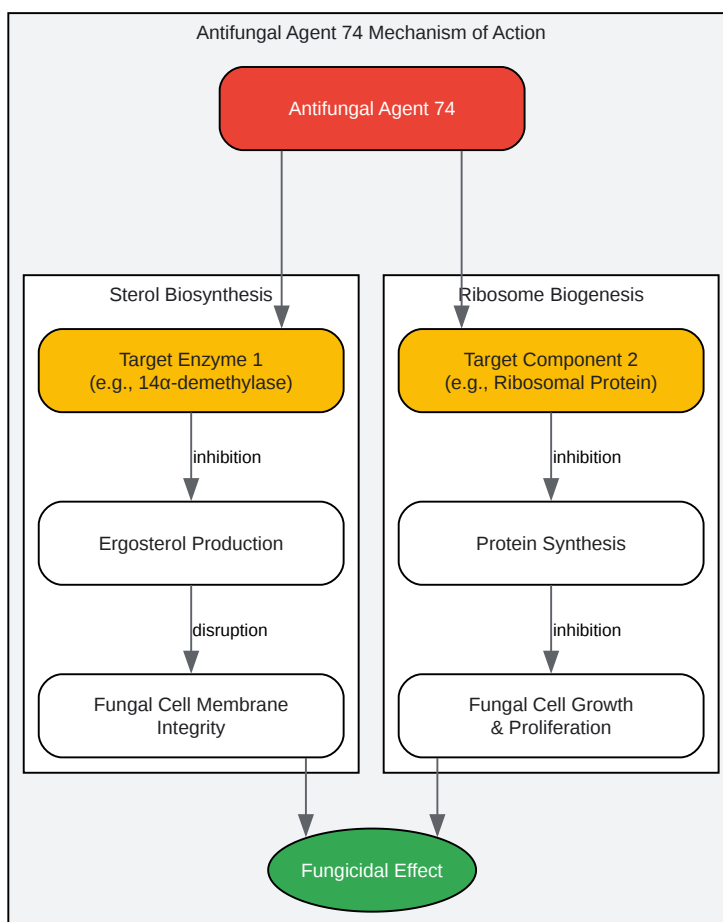 Antifungal Agent 74 Mechanism of Action
Antifungal Agent 74
Sterol Biosynthesis
Target Enzyme 1
(e.g., 14α-demethylase)
inhibition
Ergosterol Production
disruption
Fungal Cell Membrane
Integrity
Ribosome Biogenesis
Target Component 2
(e.g., Ribosomal Protein)
inhibition
Protein Synthesis
inhibition
Fungal Cell Growth
& Proliferation
Fungicidal Effect